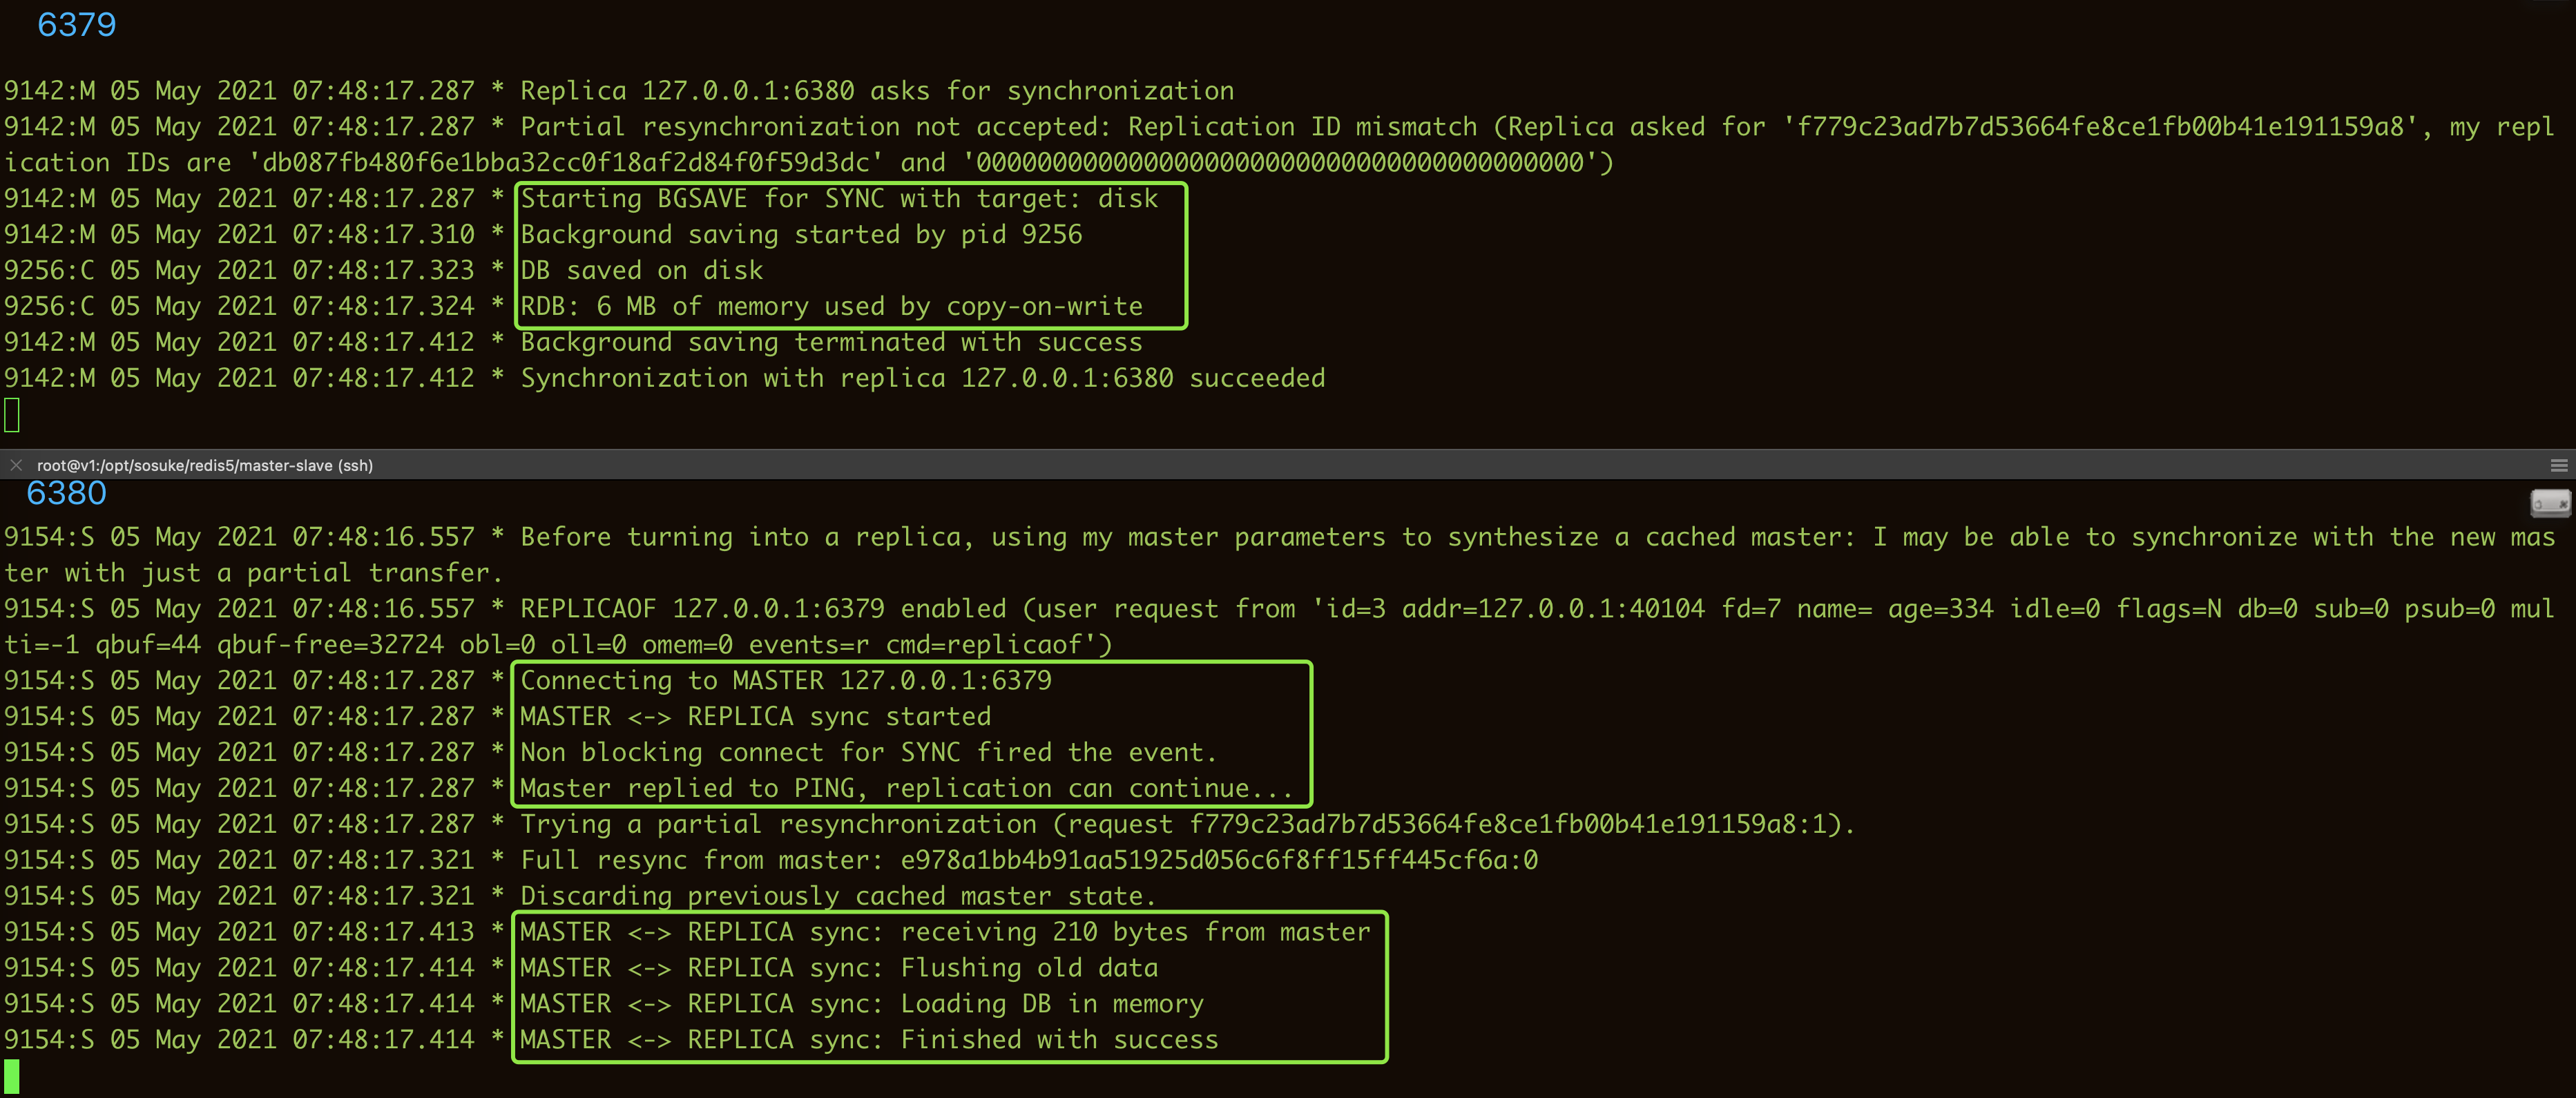 6379
9142:M 05 May 2021 07:48:17.287 * Replica 127.0.0.1:6380 asks for synchronization
9142:M 05 May 2021 07:48:17.287 * Partial resynchronization not accepted: Replication ID mismatch (Replica asked for 'f779c23ad7b7d53664fe8ce1fb00b41e191159a8', my repl
ication IDs are 'db087fb480f6e1bba32cc0f18af2d84f0f59d3dc' and '0000000000000000000000000000000000000000')
9142:M 05 May 2021 07:48:17.287 * Starting BGSAVE for SYNC with target: disk
9142:M 05 May 2021 07:48:17.310 * Background saving started by pid 9256
9256:C 05 May 2021 07:48:17.323 * DB saved on disk
9256:C 05 May 2021 07:48:17.324 * RDB: 6 MB of memory used by copy-on-write
9142:M 05 May 2021 07:48:17.412 * Background saving terminated with success
9142:M 05 May 2021 07:48:17.412 * Synchronization with replica 127.0.0.1:6380 succeeded
root@v1:/opt/sosuke/redis5/master-slave (ssh)
6380
9154:S 05 May 2021 07:48:16.557 * Before turning into a replica, using my master parameters to synthesize a cached master: I may be able to synchronize with the new mas
ter with just a partial transfer.
9154:S 05 May 2021 07:48:16.557 * REPLICAOF 127.0.0.1:6379 enabled (user request from 'id=3 addr=127.0.0.1:40104 fd=7 name= age=334 idle=0 flags=N db=0 sub=0 psub=0 mul
ti=-1 qbuf=44 qbuf-free=32724 obl=0 oll=0 omem=0 events=r cmd=replicaof')
9154:S 05 May 2021 07:48:17.287 * Connecting to MASTER 127.0.0.1:6379
9154:S 05 May 2021 07:48:17.287 * MASTER <-> REPLICA sync started
9154:S 05 May 2021 07:48:17.287 * Non blocking connect for SYNC fired the event.
9154:S 05 May 2021 07:48:17.287 * Master replied to PING, replication can continue...
9154:S 05 May 2021 07:48:17.287 * Trying a partial resynchronization (request f779c23ad7b7d53664fe8ce1fb00b41e191159a8:1).
9154:S 05 May 2021 07:48:17.321 * Full resync from master: e978a1bb4b91aa51925d056c6f8ff15ff445cf6a:0
9154:S 05 May 2021 07:48:17.321 * Discarding previously cached master state.
9154:S 05 May 2021 07:48:17.413 * MASTER <-> REPLICA sync: receiving 210 bytes from master
9154:S 05 May 2021 07:48:17.414 * MASTER <-> REPLICA sync: Flushing old data
9154:S 05 May 2021 07:48:17.414 * MASTER <-> REPLICA sync: Loading DB in memory
9154:S 05 May 2021 07:48:17.414 * MASTER <-> REPLICA sync: Finished with success